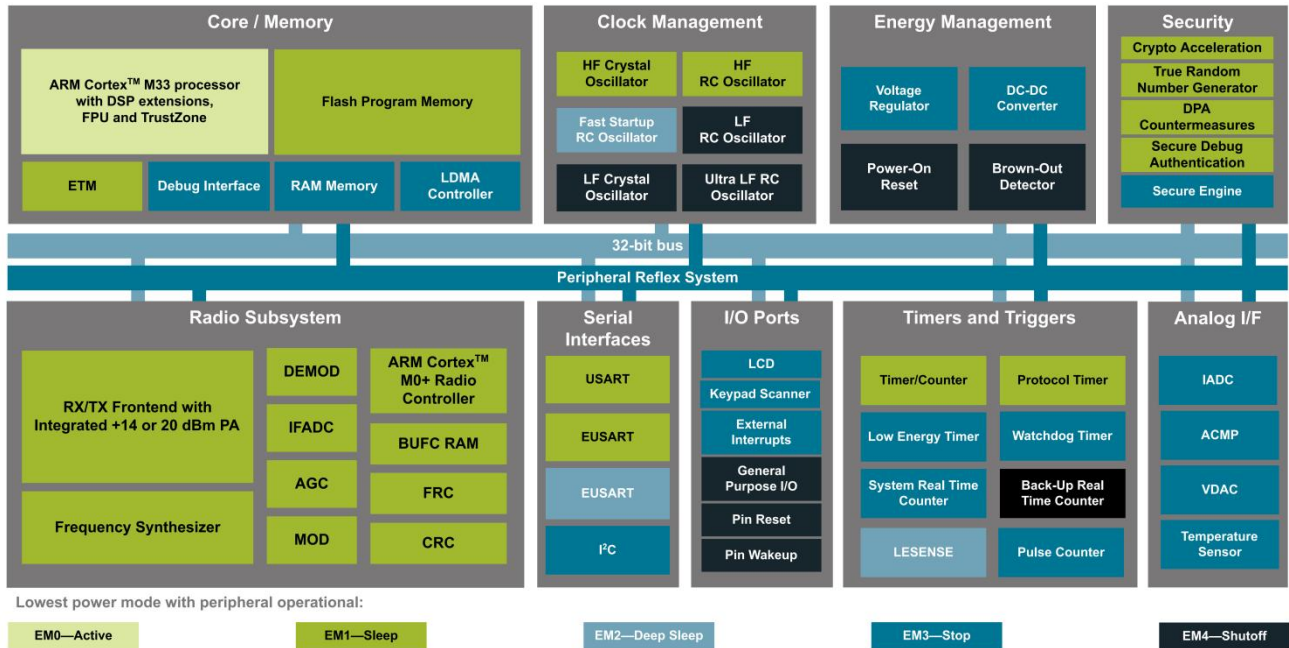 Core / Memory
ARM Cortex™ M33 processor
with DSP extensions,
FPU and TrustZone
Flash Program Memory
ETM
Debug Interface
RAM Memory
LDMA
Controller
Clock Management
HF Crystal
Oscillator
HF
RC Oscillator
Fast Startup
RC Oscillator
LF
RC Oscillator
LF Crystal
Oscillator
Ultra LF RC
Oscillator
Energy Management
Voltage
Regulator
DC-DC
Converter
Power-On
Reset
Brown-Out
Detector
Security
Crypto Acceleration
True Random
Number Generator
DPA
Countermeasures
Secure Debug
Authentication
Secure Engine
32-bit bus
Peripheral Reflex System
Radio Subsystem
RX/TX Frontend with
Integrated +14 or 20 dBm PA
Frequency Synthesizer
DEMOD
IFADC
AGC
MOD
ARM Cortex™
M0+ Radio
Controller
BUFC RAM
FRC
CRC
Serial
Interfaces
USART
EUSART
EUSART
I²C
I/O Ports
LCD
Keypad Scanner
External
Interrupts
General
Purpose I/O
Pin Reset
Pin Wakeup
Timers and Triggers
Timer/Counter
Protocol Timer
Low Energy Timer
Watchdog Timer
System Real Time
Counter
Back-Up Real
Time Counter
LESENSE
Pulse Counter
Analog I/F
IADC
ACMP
VDAC
Temperature
Sensor
Lowest power mode with peripheral operational:
EM0—Active
EM1—Sleep
EM2—Deep Sleep
EM3—Stop
EM4—Shutoff